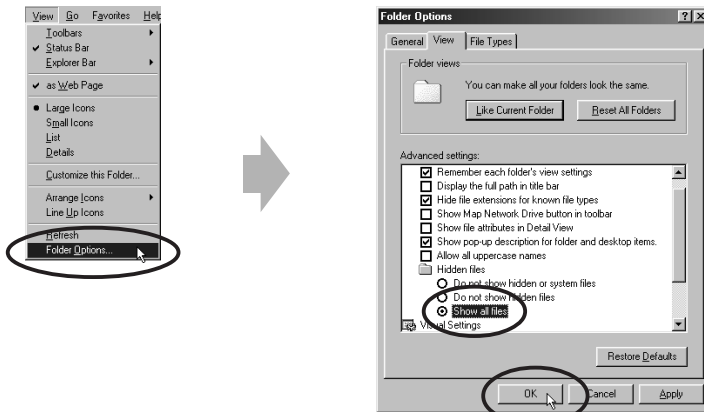 View Go Favorites Help
Toolbars
Status Bar
Explorer Bar
as Web Page
Large Icons
Small Icons
List
Details
Customize this Folder...
Arrange Icons
Line Up Icons
Refresh
Folder Options...
Folder Options
General View File Types
Folder views
You can make all your folders look the same.
Like Current Folder Reset All Folders
Advanced settings:
Remember each folder's view settings
Display the full path in title bar
Hide file extensions for known file types
Show Map Network Drive button in toolbar
Show file attributes in Detail View
Show pop-up description for folder and desktop items.
Allow all uppercase names
Hidden files
Do not show hidden or system files
Do not show hidden files
Show all files
Visual Settings
Restore Defaults
OK Cancel Apply